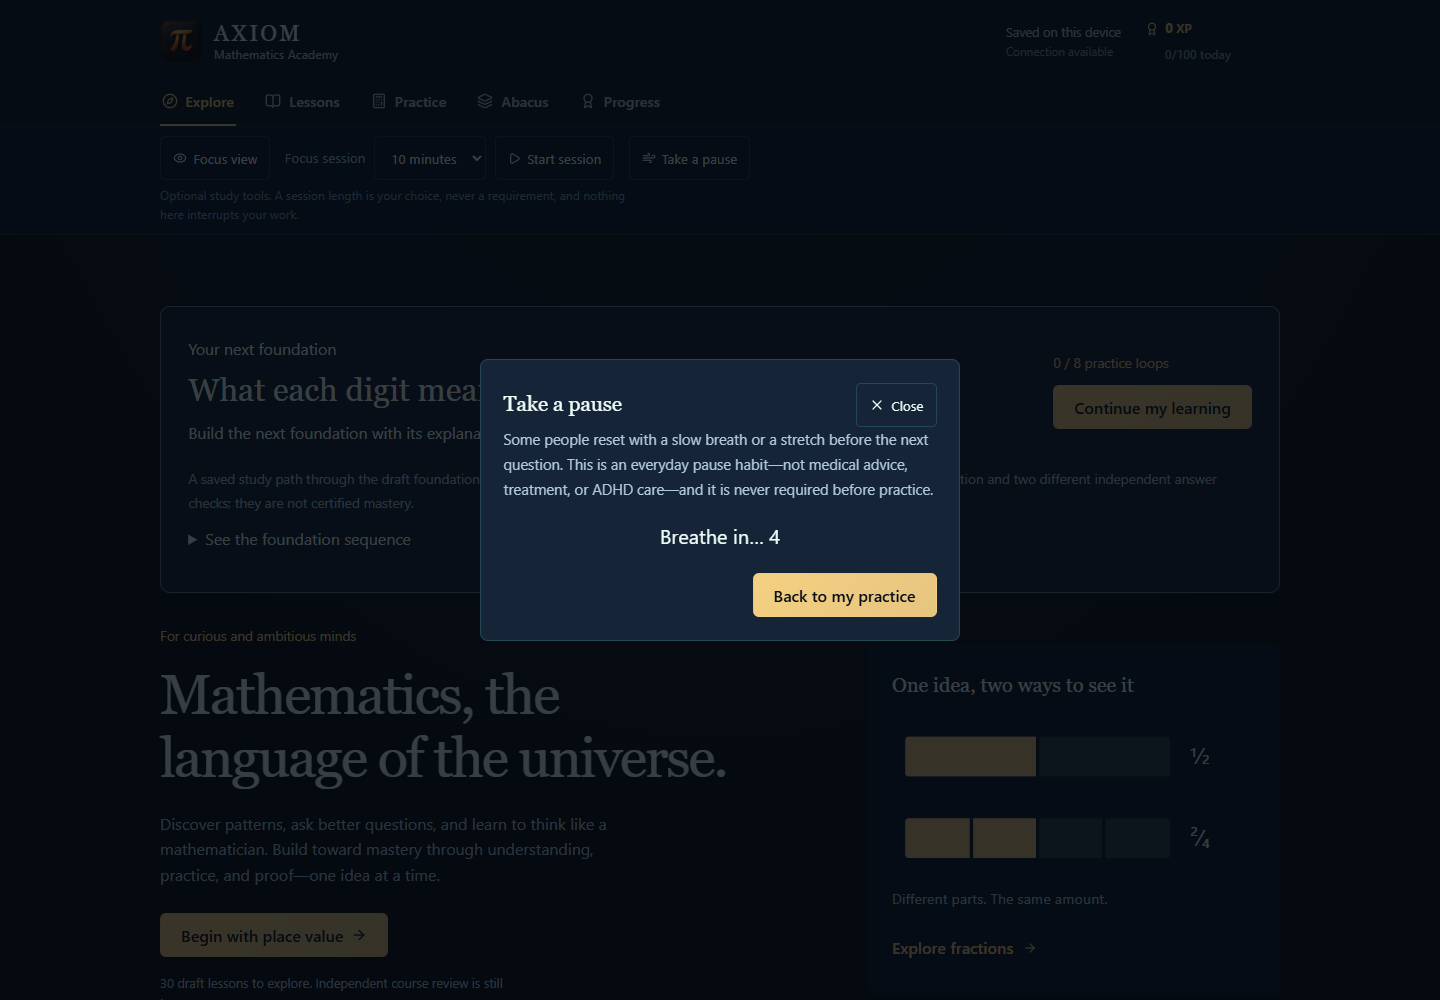 AXIOM
Mathematics Academy
Saved on this device
Connection available
0 XP
0/100 today
Explore
Lessons
Practice
Abacus
Progress
Focus view
Focus session
10 minutes
Start session
Take a pause
Optional study tools. A session length is your choice, never a requirement, and nothing
here interrupts your work.
Your next foundation
What each digit mea
Build the next foundation with its explana
A saved study path through the draft foundation
tion and two different independent answer
checks; they are not certified mastery.
See the foundation sequence
0 / 8 practice loops
Continue my learning
Take a pause
Close
Some people reset with a slow breath or a stretch before the next
question. This is an everyday pause habit—not medical advice,
treatment, or ADHD care—and it is never required before practice.
Breathe in... 4
Back to my practice
For curious and ambitious minds
Mathematics, the
language of the universe.
Discover patterns, ask better questions, and learn to think like a
mathematician. Build toward mastery through understanding,
practice, and proof—one idea at a time.
Begin with place value →
30 draft lessons to explore. Independent course review is still
One idea, two ways to see it
½
2⁄4
Different parts. The same amount.
Explore fractions →